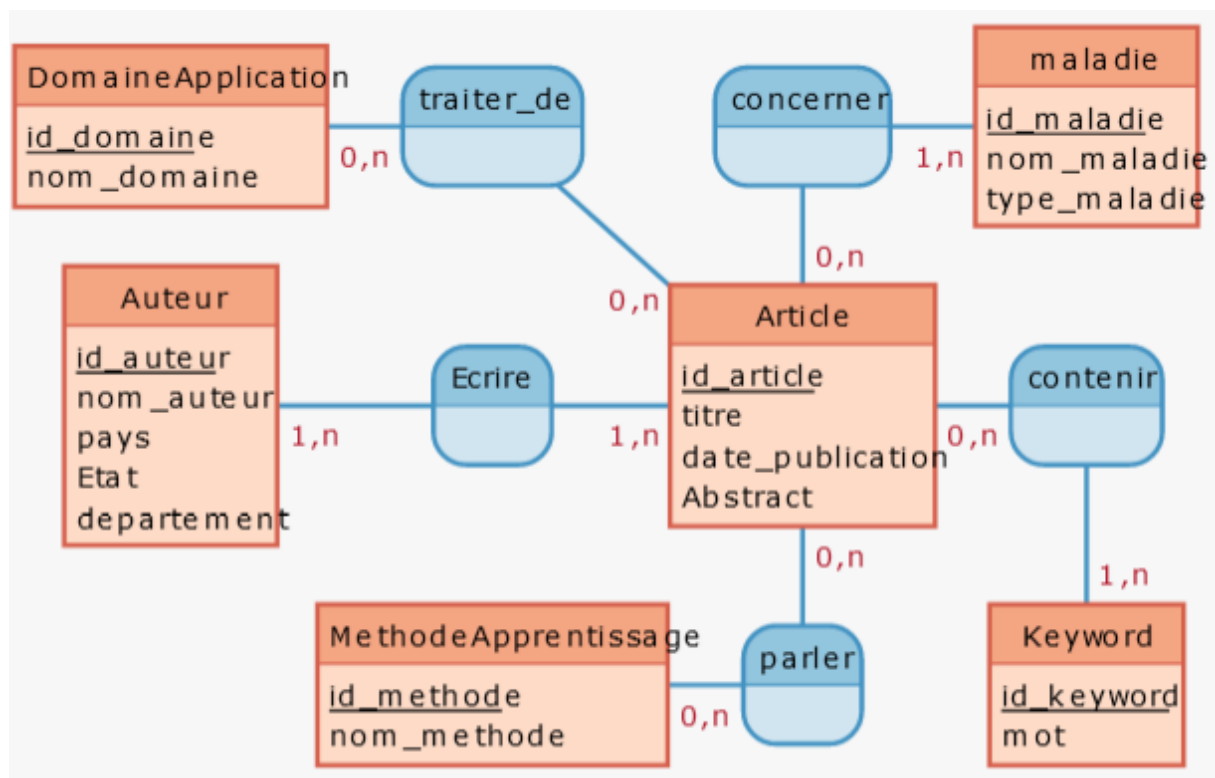 DomaineApplication
id_domaine
nom_domaine
0,n
traiter_de
0,n
concerner
1,n
0,n
maladie
id_maladie
nom_maladie
type_maladie
Auteur
id_auteur
nom_auteur
pays
Etat
departement
1,n
Ecrire
1,n
Article
id_article
titre
date_publication
Abstract
0,n
contenir
1,n
0,n
MethodeApprentissage
id_methode
nom_methode
0,n
parler
Keyword
id_keyword
mot